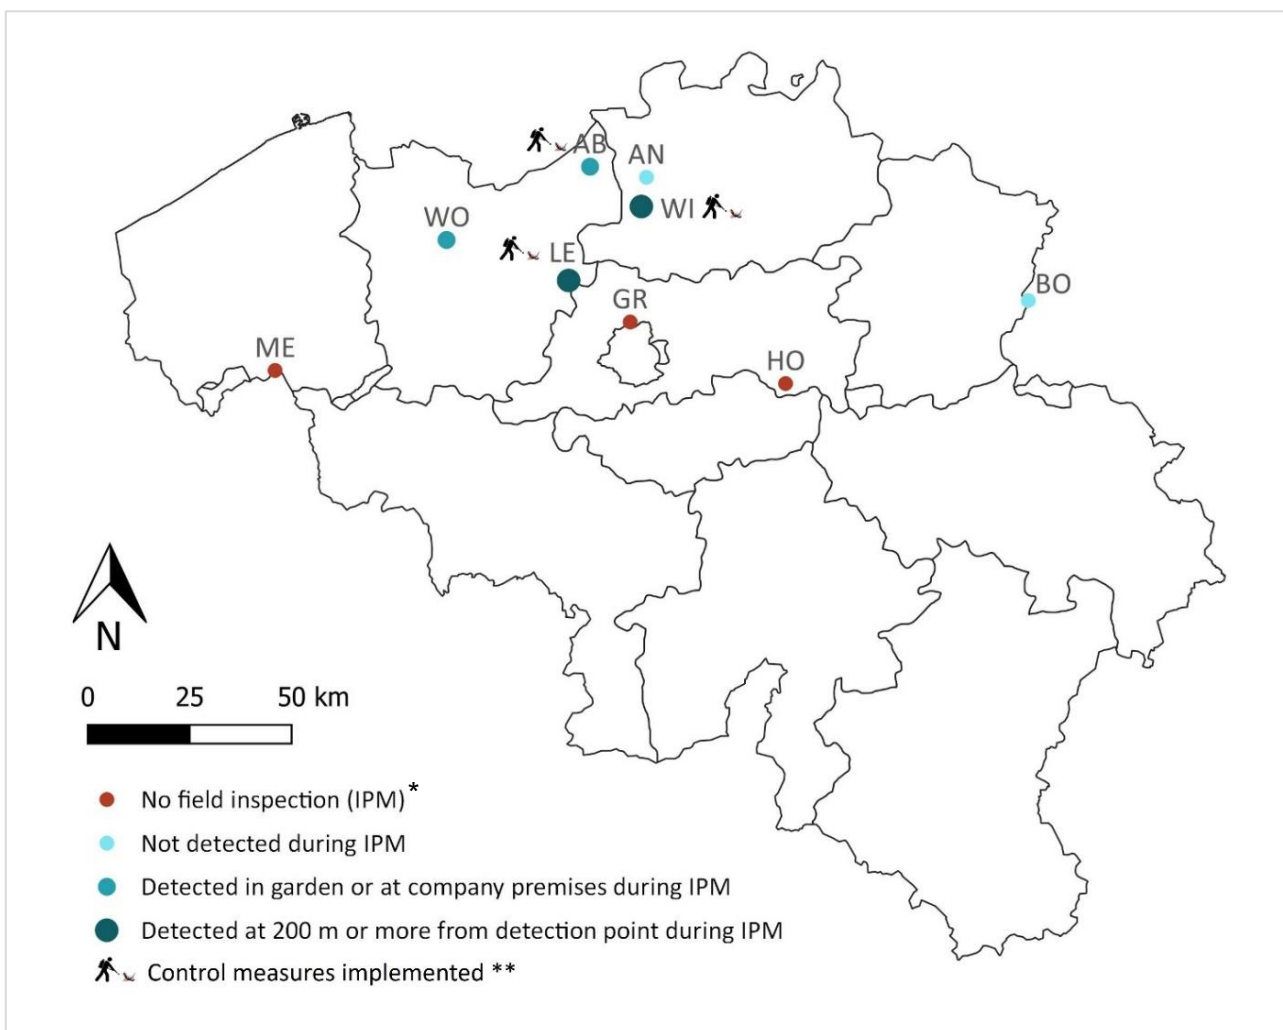 AB
AN
WI
WO
LE
GR
BO
ME
HO
N
0 25 50 km
No field inspection (IPM)*
Not detected during IPM
Detected in garden or at company premises during IPM
Detected at 200 m or more from detection point during IPM
Control measures implemented **